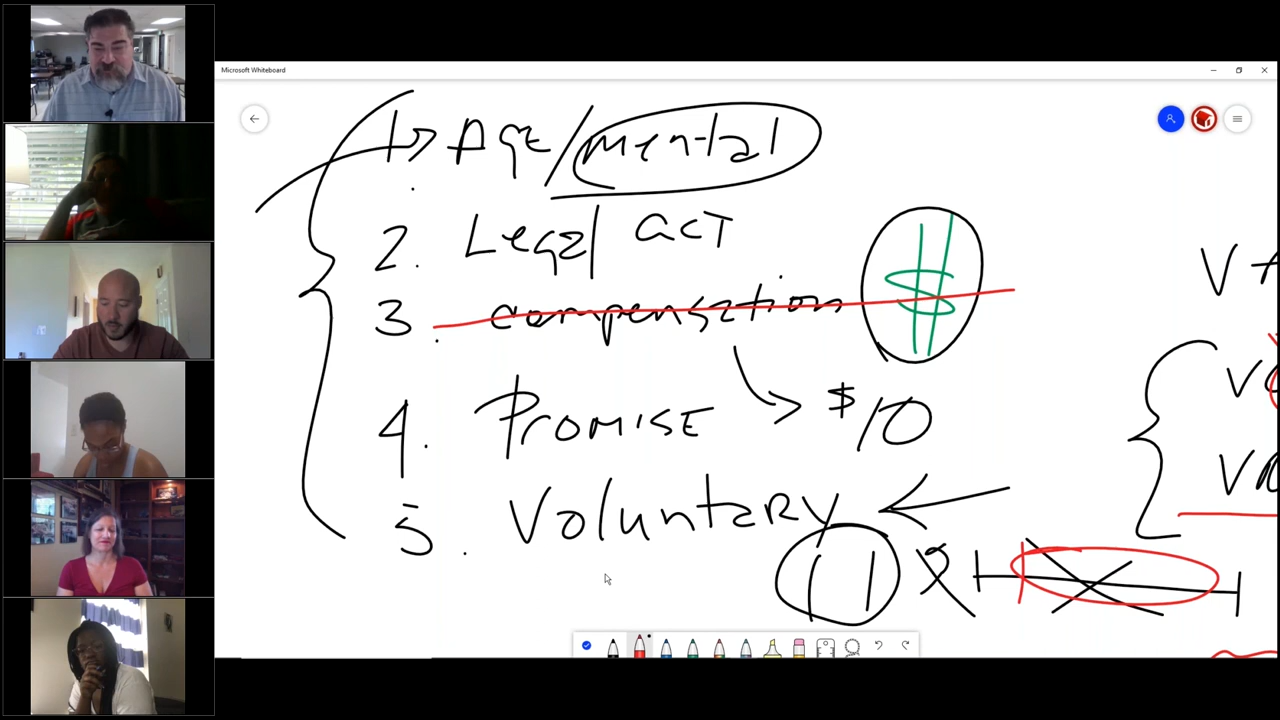 Microsoft Whiteboard
1. Age/mental
2. Legal act
3. compensation $
4. Promise $10
5. Voluntary